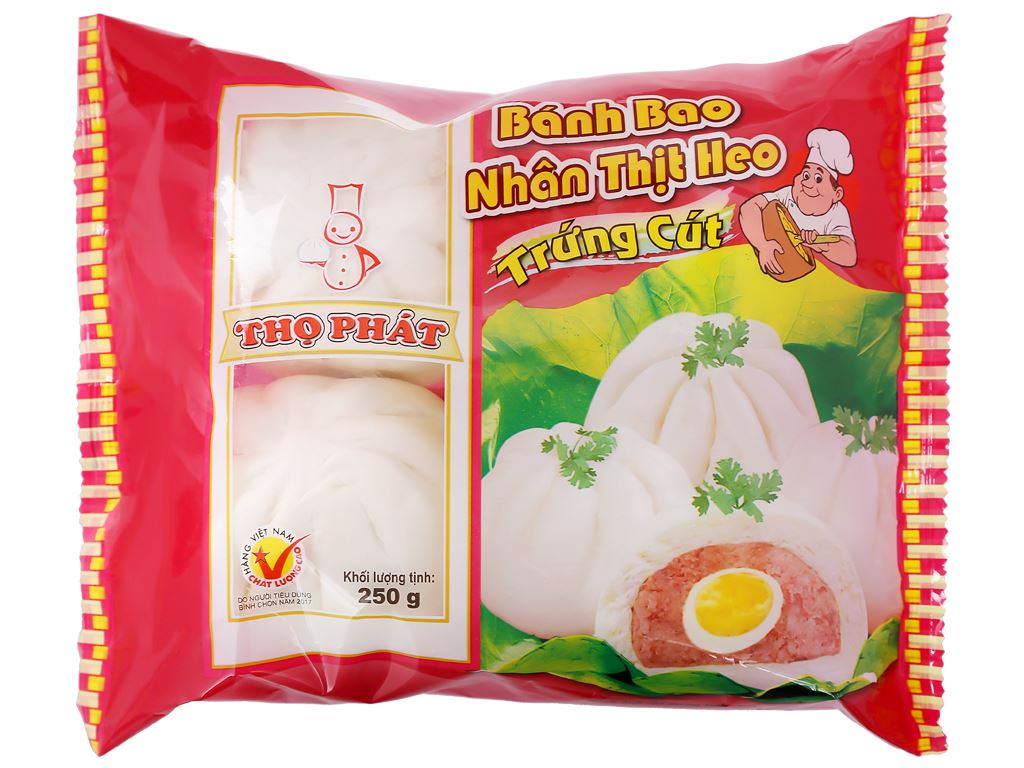 Bánh Bao
Nhân Thịt Heo
Trứng Cút
THỌ PHÁT
HÀNG VIỆT NAM
CHẤT LƯỢNG CAO
DO NGƯỜI TIÊU DÙNG
BÌNH CHỌN NĂM 2017
Khối lượng tịnh:
250 g